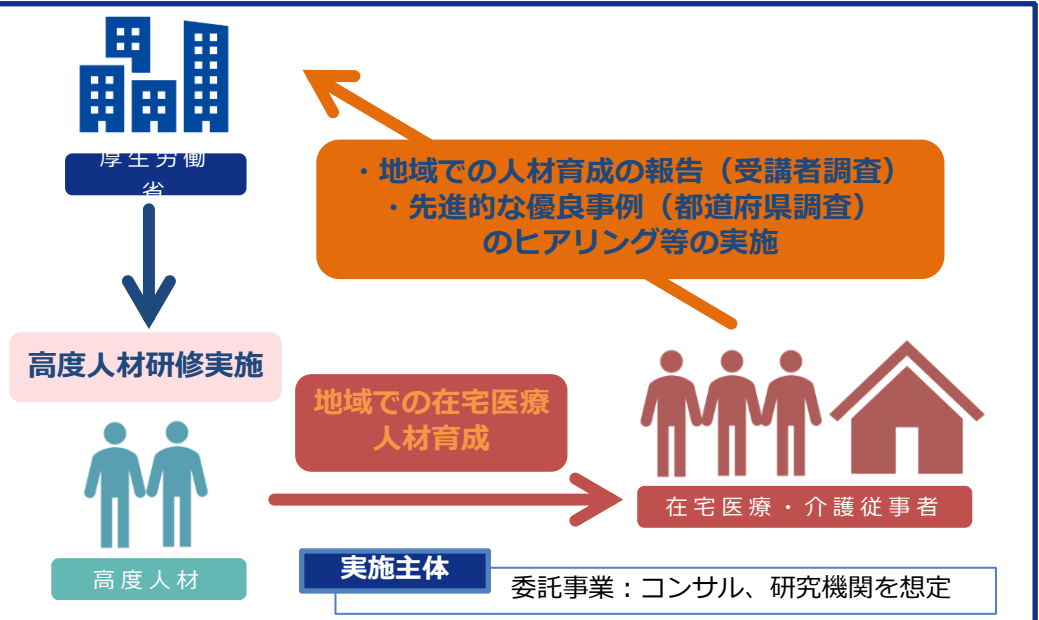 厚生労働
省
・地域での人材育成の報告（受講者調査）
・先進的な優良事例（都道府県調査）
のヒアリング等の実施
高度人材研修実施
地域での在宅医療
人材育成
在宅医療・介護従事者
高度人材
実施主体
委託事業：コンサル、研究機関を想定